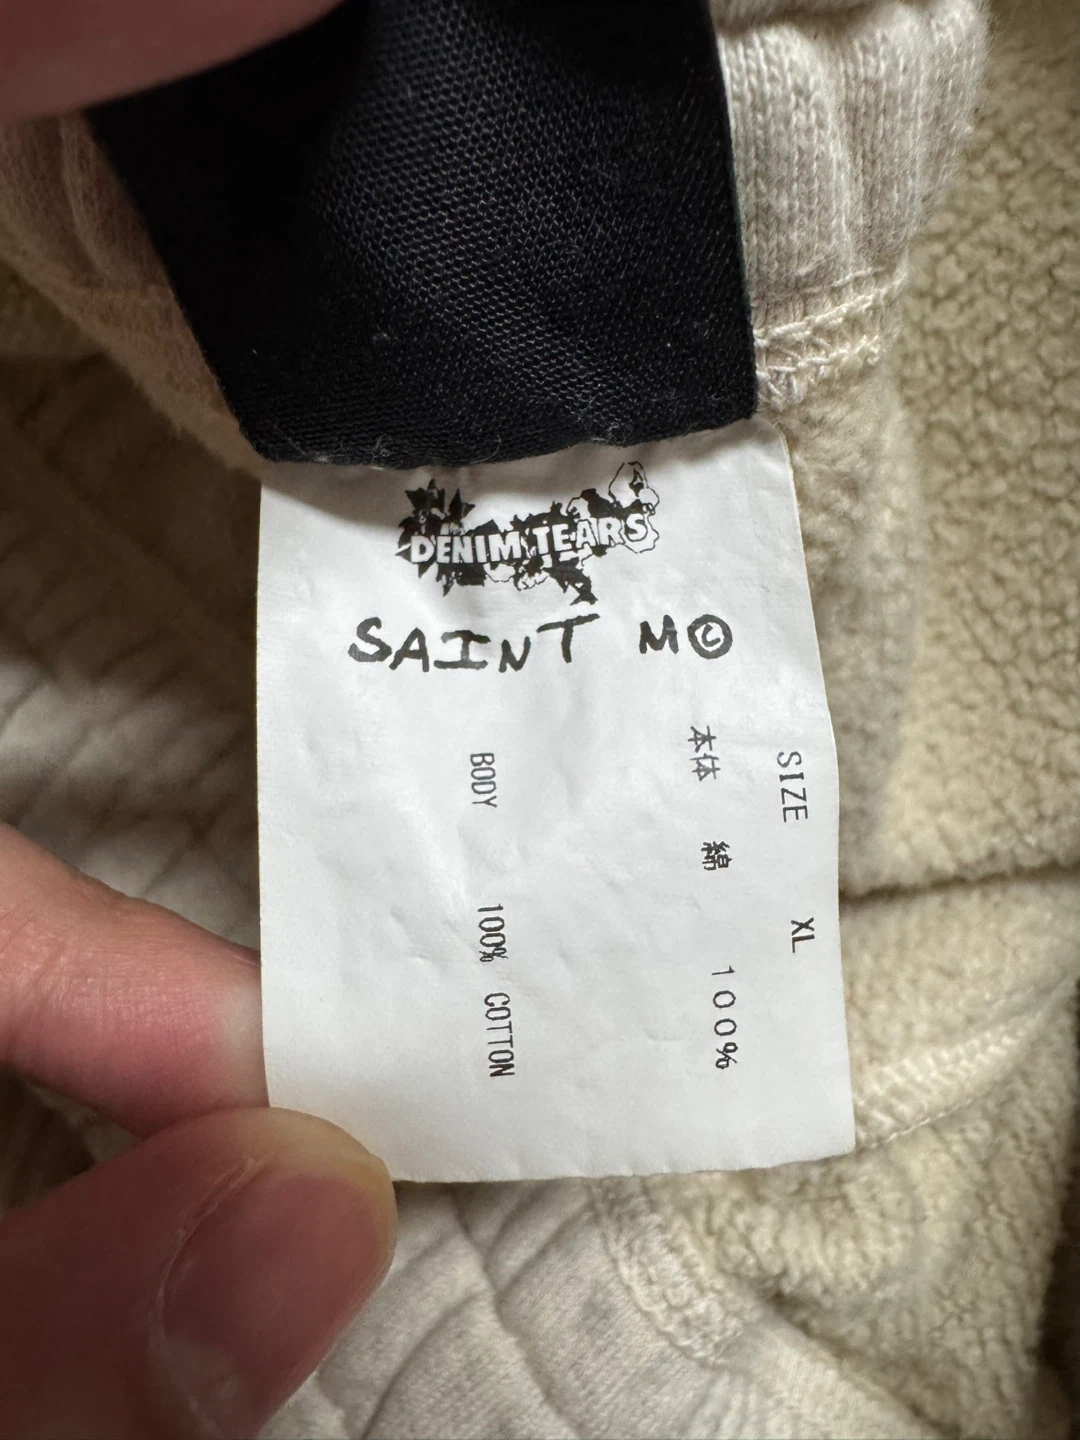 DENIM TEARS
SAINT M©
SIZE XL
本体 綿 100%
BODY 100% COTTON